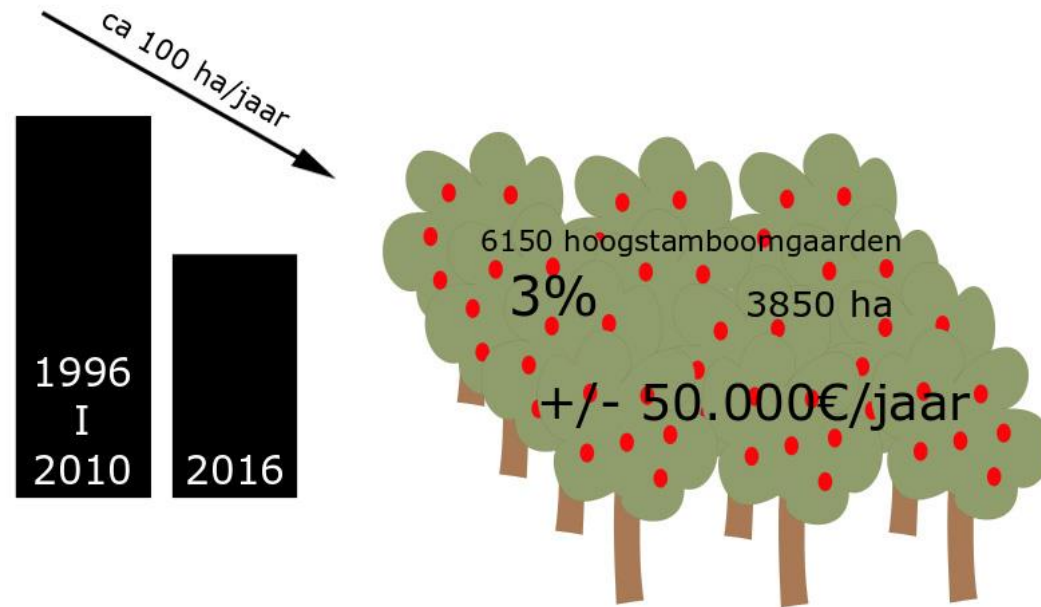 ca 100 ha/jaar
1996
I
2010
2016
6150 hoogstamboomgaarden
3%
3850 ha
+/- 50.000€/jaar